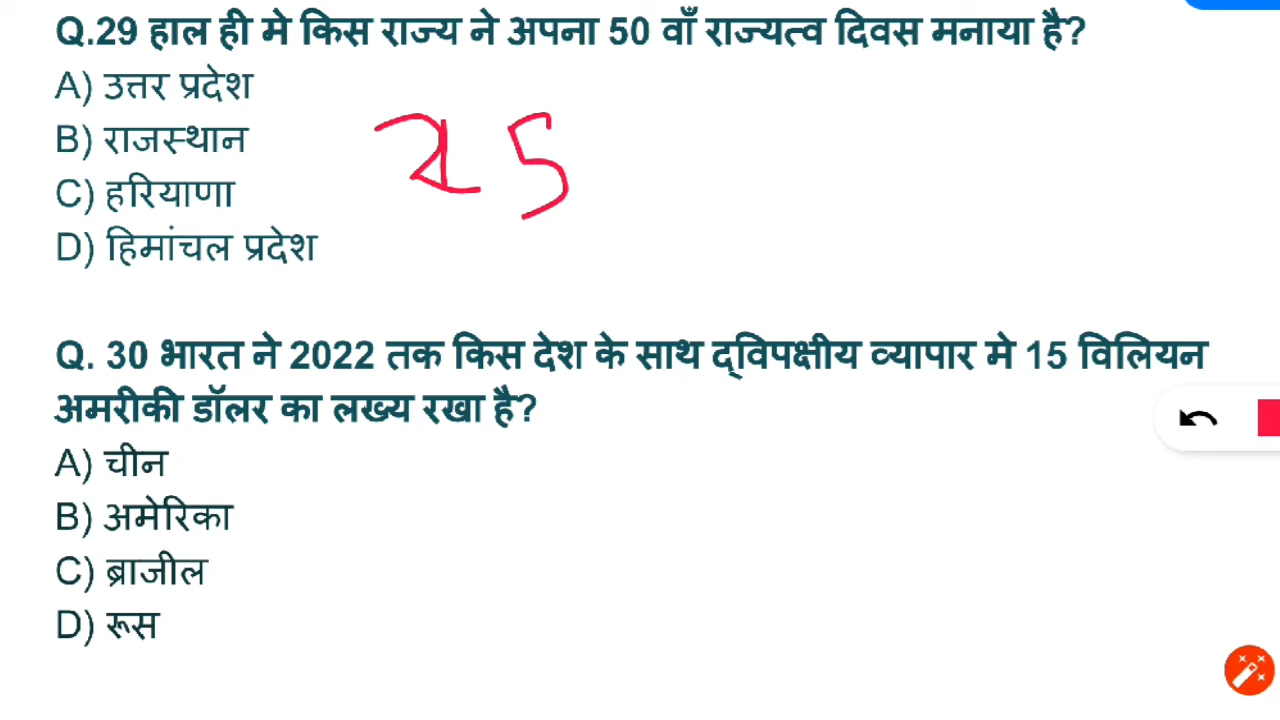 Q.29 हाल ही मे किस राज्य ने अपना 50 वाँ राज्यत्व दिवस मनाया है?
A) उत्तर प्रदेश
B) राजस्थान
25
C) हरियाणा
D) हिमांचल प्रदेश
Q. 30 भारत ने 2022 तक किस देश के साथ द्विपक्षीय व्यापार मे 15 विलियन
अमरीकी डॉलर का लख्य रखा है?
A) चीन
B) अमेरिका
C) ब्राजील
D) रूस